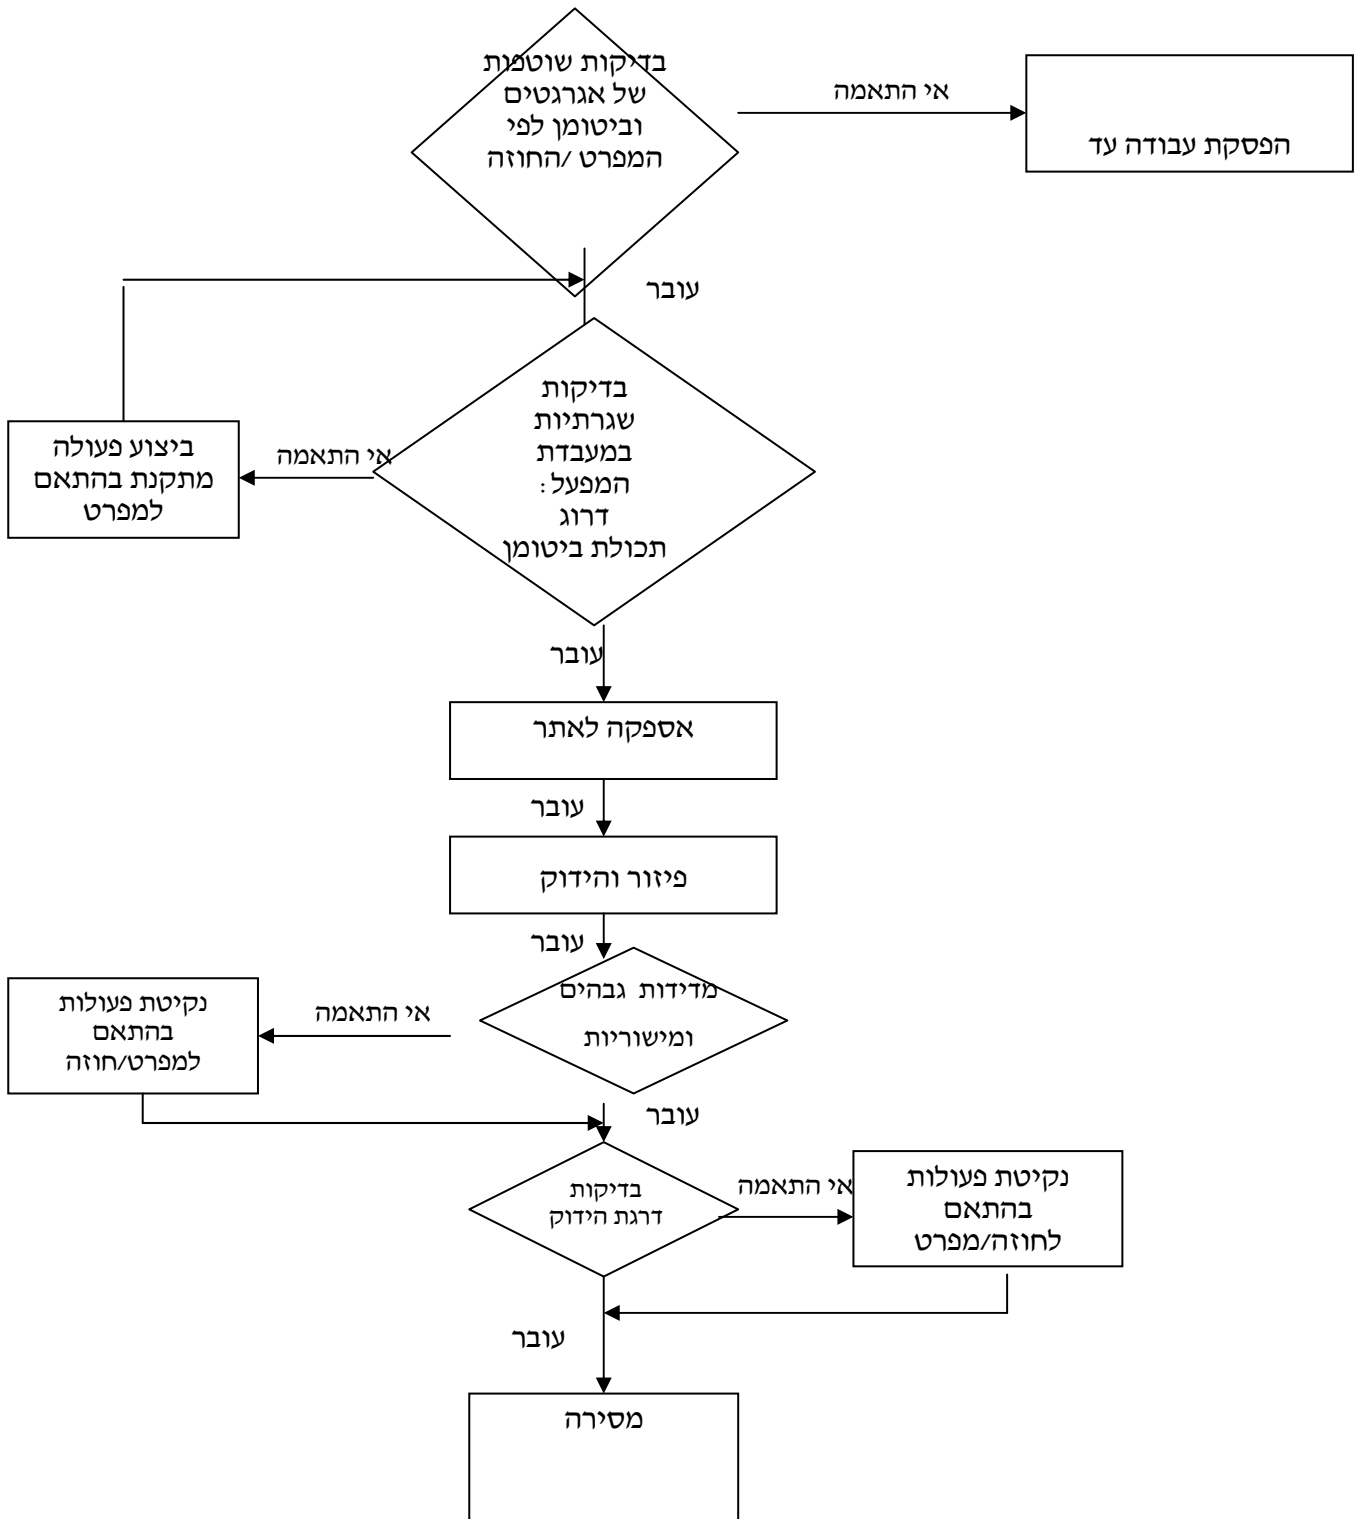 בדיקות שוטפות
של אגרגטים
וביטומן לפי
המפרט /החוזה
אי התאמה
הפסקת עבודה עד
עובר
בדיקות
שגרתיות
במעבדת
המפעל:
דרוג
תכולת ביטומן
אי התאמה
ביצוע פעולה
מתקנת בהתאם
למפרט
עובר
אספקה לאתר
עובר
פיזור והידוק
עובר
מדידות גבהים
ומישוריות
אי התאמה
נקיטת פעולות
בהתאם
למפרט/חוזה
עובר
בדיקות
דרגת הידוק
אי התאמה
נקיטת פעולות
בהתאם
לחוזה/מפרט
עובר
מסירה